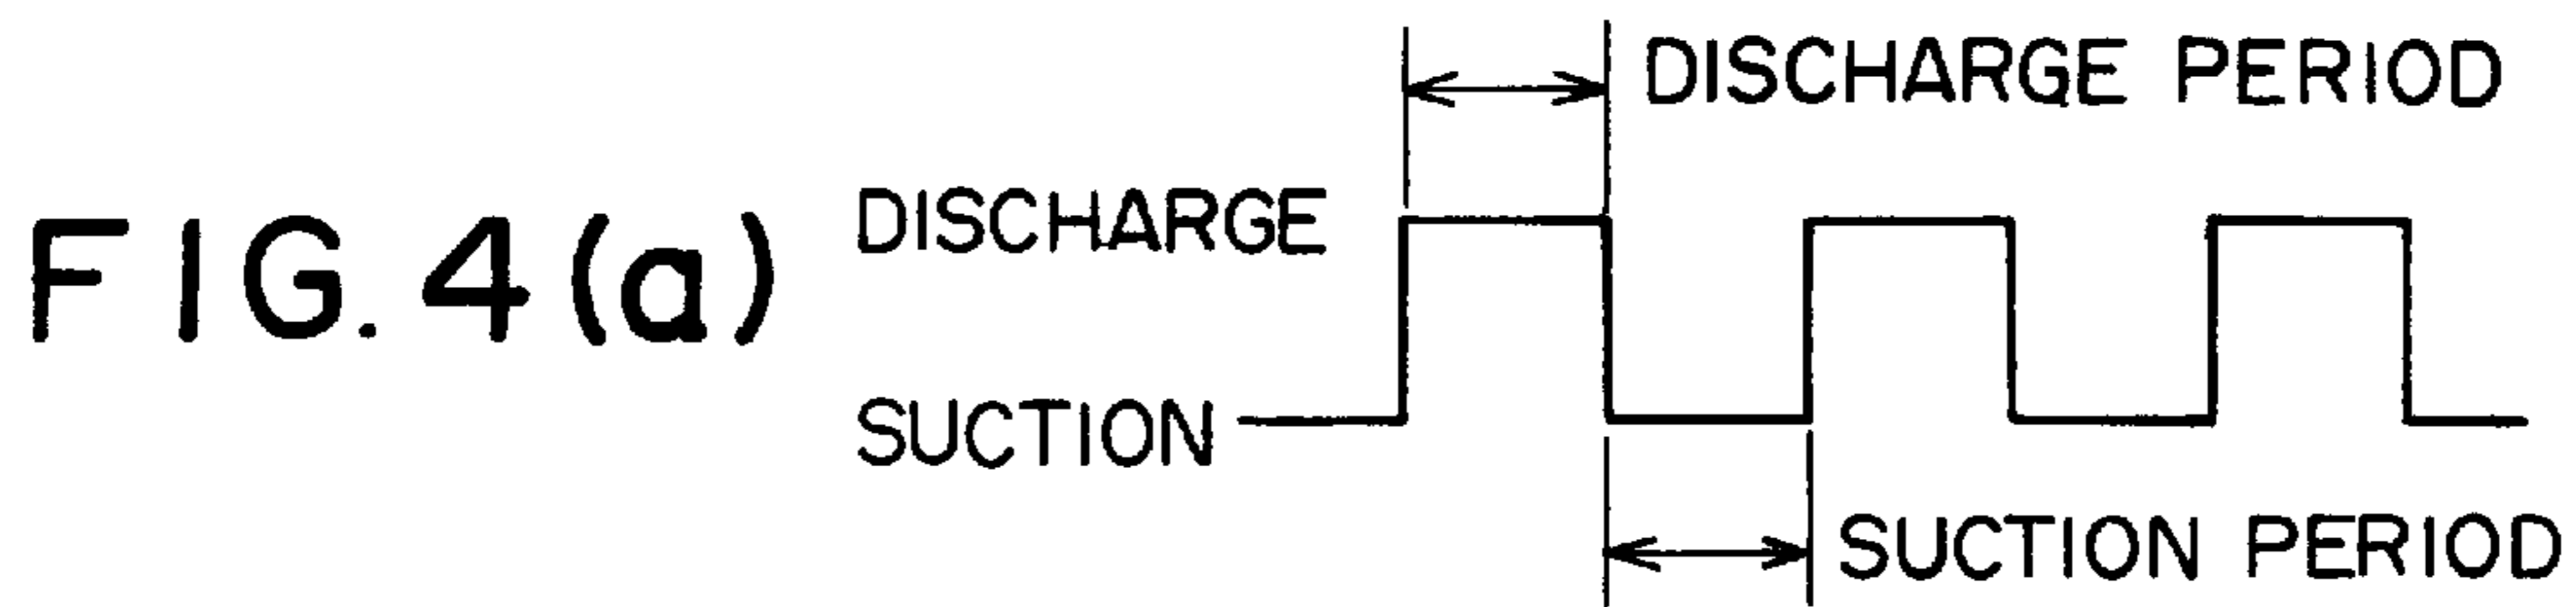 DISCHARGE PERIOD
FIG. 4(a)
DISCHARGE
SUCTION
SUCTION PERIOD